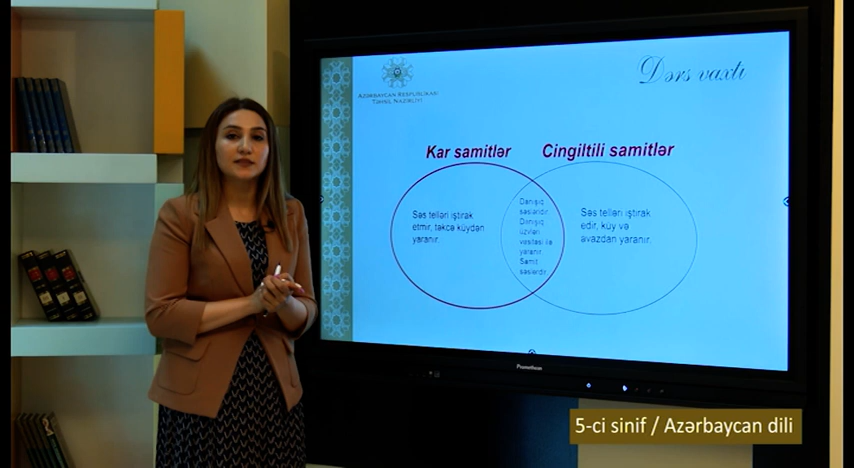 Dərs vaxtı
AZƏRBAYCAN RESPUBLİKASI
TƏHSİL NAZİRLİYİ
Kar samitlər
Cingiltili samitlər
Səs telləri iştirak
etmir, təkcə küydən
yaranır.
Danışıq
səsləridir.
Danışıq
üzvləri
vasitəsi ilə
yaranır.
Samit
səslərdir.
Səs telləri iştirak
edir, küy və
avazdan yaranır.
Promethean
5-ci sinif / Azərbaycan dili